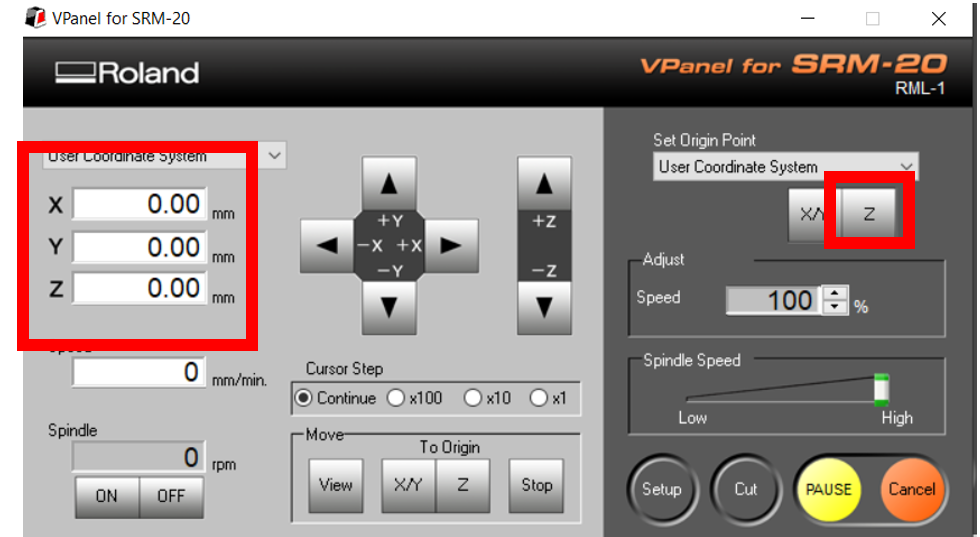 VPanel for SRM-20
Roland
VPanel for SRM-20
RML-1
User Coordinate System
X 0.00 mm
Y 0.00 mm
Z 0.00 mm
Speed
0 mm/min.
Spindle
0 rpm
ON OFF
+Y
-X +X
-Y
+Z
-Z
Cursor Step
Continue x100 x10 x1
Move
To Origin
View X/Y Z Stop
Set Origin Point
User Coordinate System
X/Y Z
Adjust
Speed 100 %
Spindle Speed
Low High
Setup Cut PAUSE Cancel